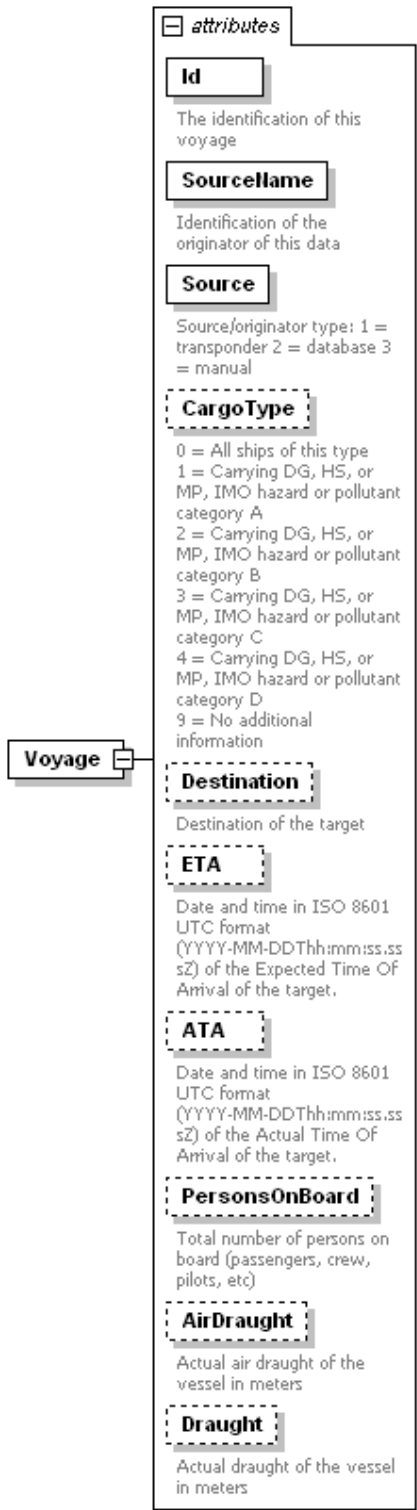 attributes
Id
The identification of this
voyage
SourceName
Identification of the
originator of this data
Source
Source/originator type: 1 =
transponder 2 = database 3
= manual
CargoType
0 = All ships of this type
1 = Carrying DG, HS, or
MP, IMO hazard or pollutant
category A
2 = Carrying DG, HS, or
MP, IMO hazard or pollutant
category B
3 = Carrying DG, HS, or
MP, IMO hazard or pollutant
category C
4 = Carrying DG, HS, or
MP, IMO hazard or pollutant
category D
9 = No additional
information
Voyage
Destination
Destination of the target
ETA
Date and time in ISO 8601
UTC format
(YYYY-MM-DDThh:mm:ss.ss
sZ) of the Expected Time Of
Arrival of the target.
ATA
Date and time in ISO 8601
UTC format
(YYYY-MM-DDThh:mm:ss.ss
sZ) of the Actual Time Of
Arrival of the target.
PersonsOnBoard
Total number of persons on
board (passengers, crew,
pilots, etc)
AirDraught
Actual air draught of the
vessel in meters
Draught
Actual draught of the vessel
in meters